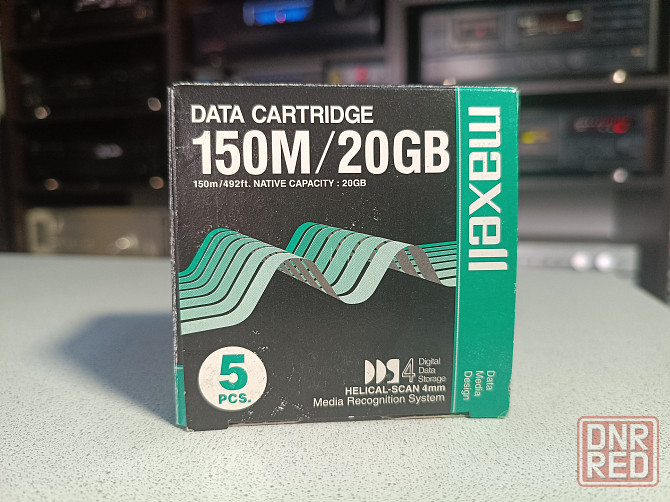 DATA CARTRIDGE
150M/20GB
150m/492ft. NATIVE CAPACITY : 20GB
maxell
5
PCS.
DDS4 Digital
Data
Storage
HELICAL-SCAN 4mm
Media Recognition System
Data
Media
Design
DNR
RED